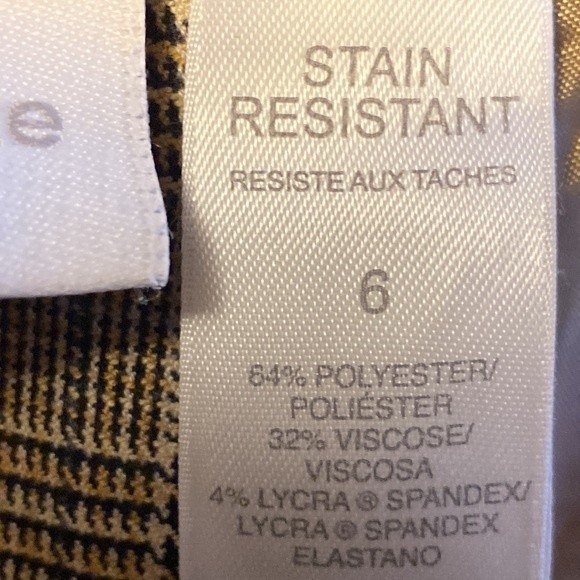 e
STAIN
RESISTANT
RESISTE AUX TACHES
6
64% POLYESTER/
POLIÉSTER
32% VISCOSE/
VISCOSA
4% LYCRA ® SPANDEX/
LYCRA ® SPANDEX
ELASTANO